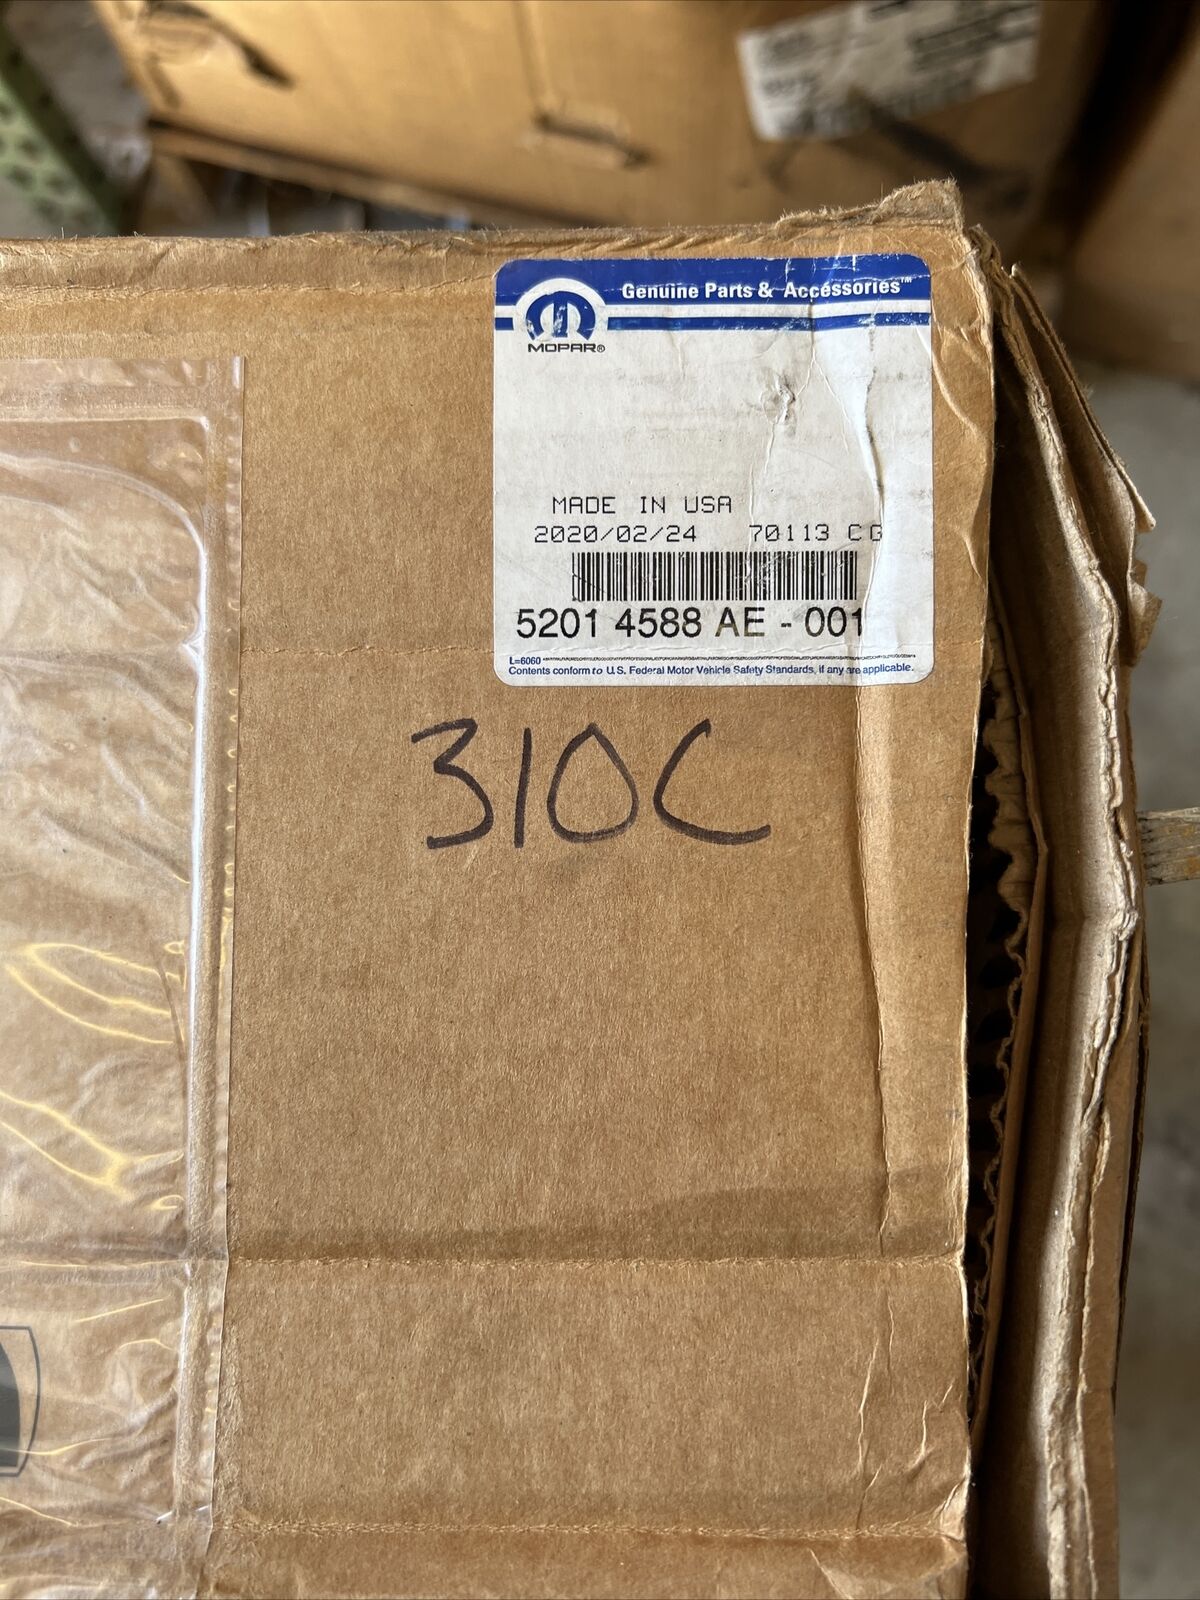 Genuine Parts & Accessories™
MOPAR®
MADE IN USA
2020/02/24 70113 CG
5201 4588 AE - 001
L=6060
Contents conform to U.S. Federal Motor Vehicle Safety Standards, if any are applicable.
310C